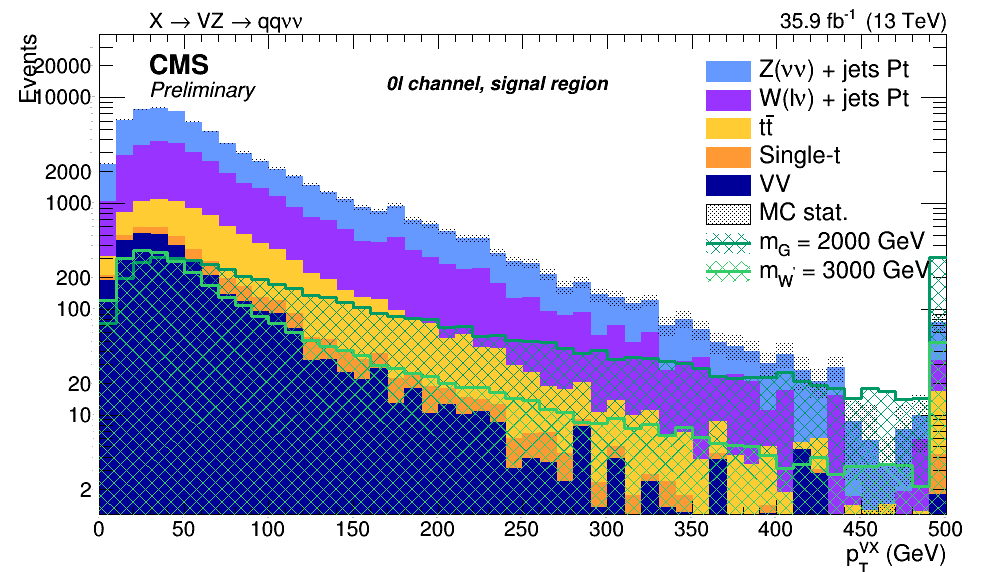 X → VZ → qqνν
35.9 fb⁻¹ (13 TeV)
Events
CMS
Preliminary
0l channel, signal region
Z(νν) + jets Pt
W(lν) + jets Pt
tt̄
Single-t
VV
MC stat.
m_G = 2000 GeV
m_W' = 3000 GeV
20000
10000
2000
1000
200
100
20
10
2
0 50 100 150 200 250 300 350 400 450 500
p_T^VX (GeV)